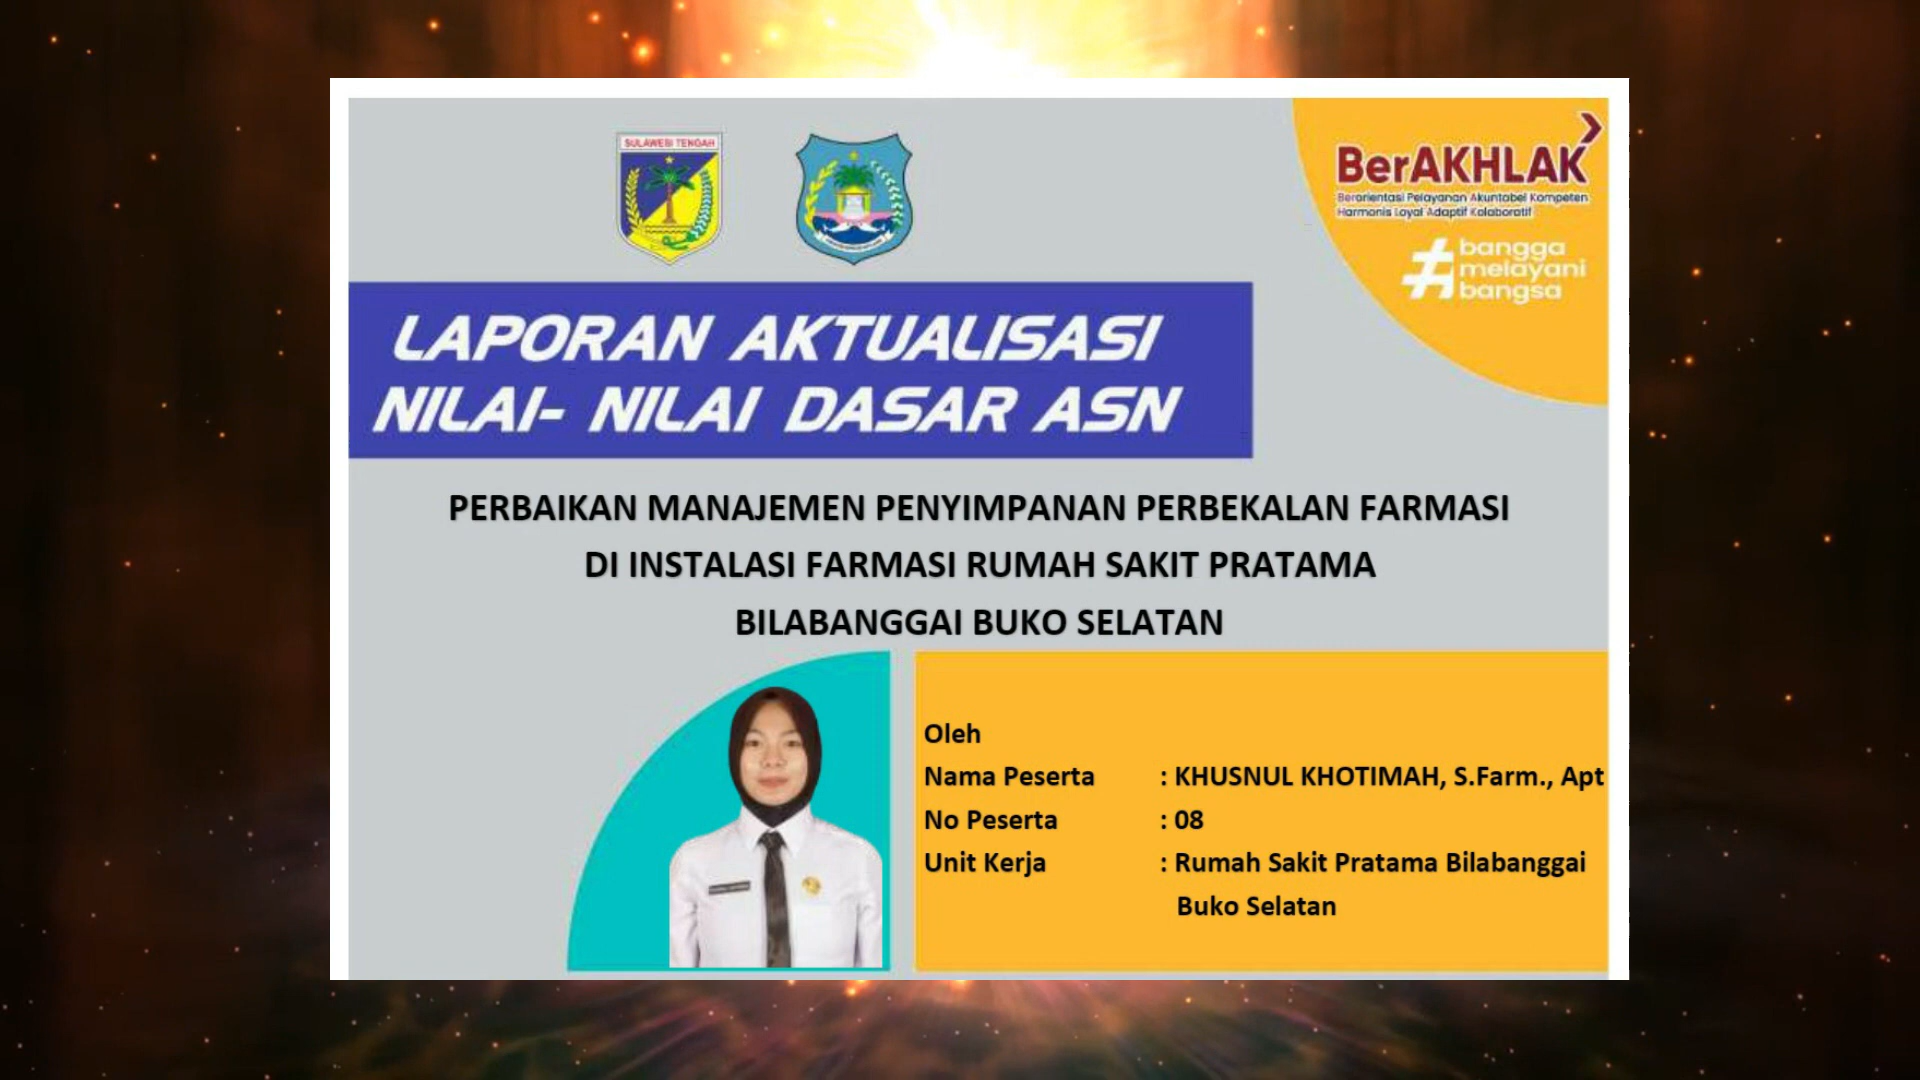 SULAWESI TENGAH
BerAKHLAK
Berorientasi Pelayanan Akuntabel Kompeten
Harmonis Loyal Adaptif Kolaboratif
#bangga
melayani
bangsa
LAPORAN AKTUALISASI
NILAI- NILAI DASAR ASN
PERBAIKAN MANAJEMEN PENYIMPANAN PERBEKALAN FARMASI
DI INSTALASI FARMASI RUMAH SAKIT PRATAMA
BILABANGGAI BUKO SELATAN
Oleh
Nama Peserta : KHUSNUL KHOTIMAH, S.Farm., Apt
No Peserta : 08
Unit Kerja : Rumah Sakit Pratama Bilabanggai
Buko Selatan